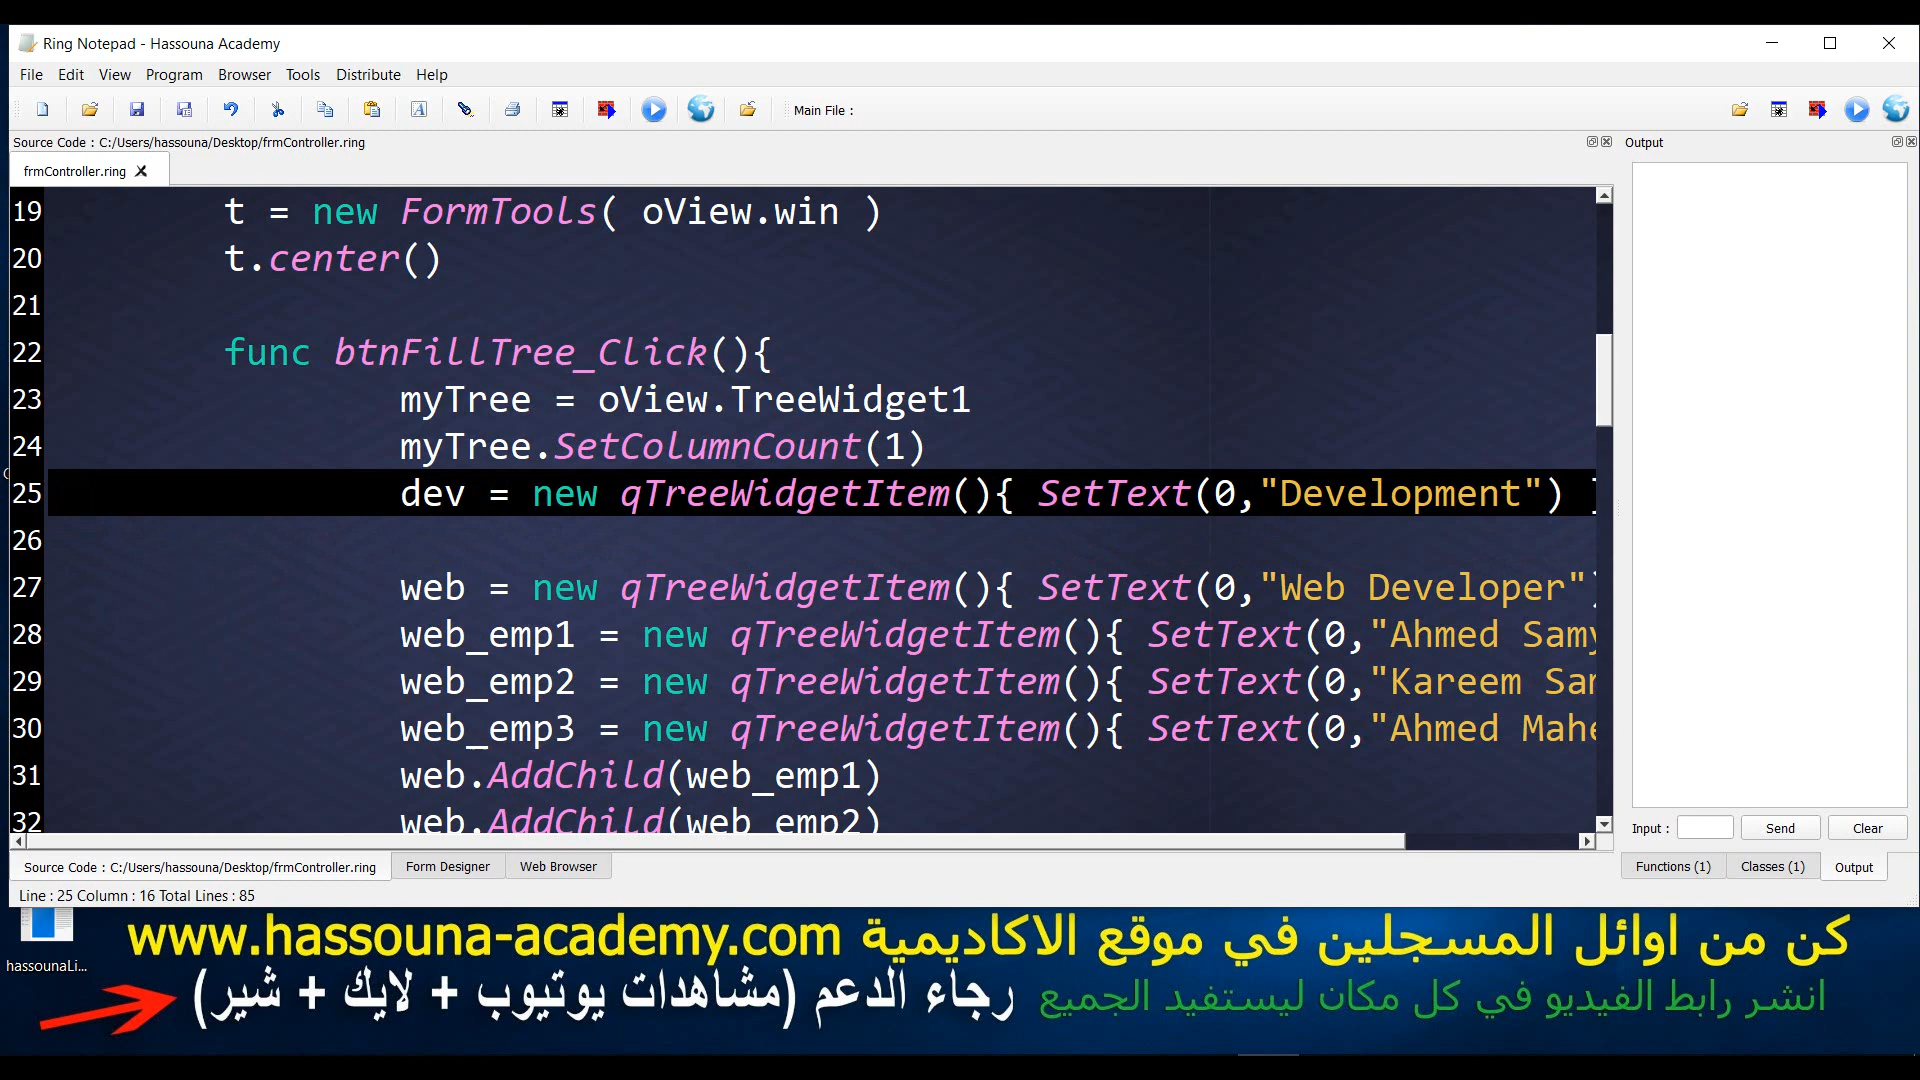 Ring Notepad - Hassouna Academy
File Edit View Program Browser Tools Distribute Help
Main File :
Source Code : C:/Users/hassouna/Desktop/frmController.ring
Output
frmController.ring
19 t = new FormTools( oView.win )
20 t.center()
21
22 func btnFillTree_Click(){
23 myTree = oView.TreeWidget1
24 myTree.SetColumnCount(1)
25 dev = new qTreeWidgetItem(){ SetText(0,"Development") }
26
27 web = new qTreeWidgetItem(){ SetText(0,"Web Developer")
28 web_emp1 = new qTreeWidgetItem(){ SetText(0,"Ahmed Samy
29 web_emp2 = new qTreeWidgetItem(){ SetText(0,"Kareem
30 web_emp3 = new qTreeWidgetItem(){ SetText(0,"Ahmed Mahe
31 web.AddChild(web_emp1)
32 web.AddChild(web_emp2)
Input : Send Clear
Source Code : C:/Users/hassouna/Desktop/frmController.ring Form Designer Web Browser
Functions (1) Classes (1) Output
Line : 25 Column : 16 Total Lines : 85
كن من اوائل المسجلين في موقع الاكاديمية www.hassouna-academy.com
hassounaLi...
انشر رابط الفيديو في كل مكان ليستفيد الجميع رجاء الدعم (مشاهدات يوتيوب + لايك + شير)